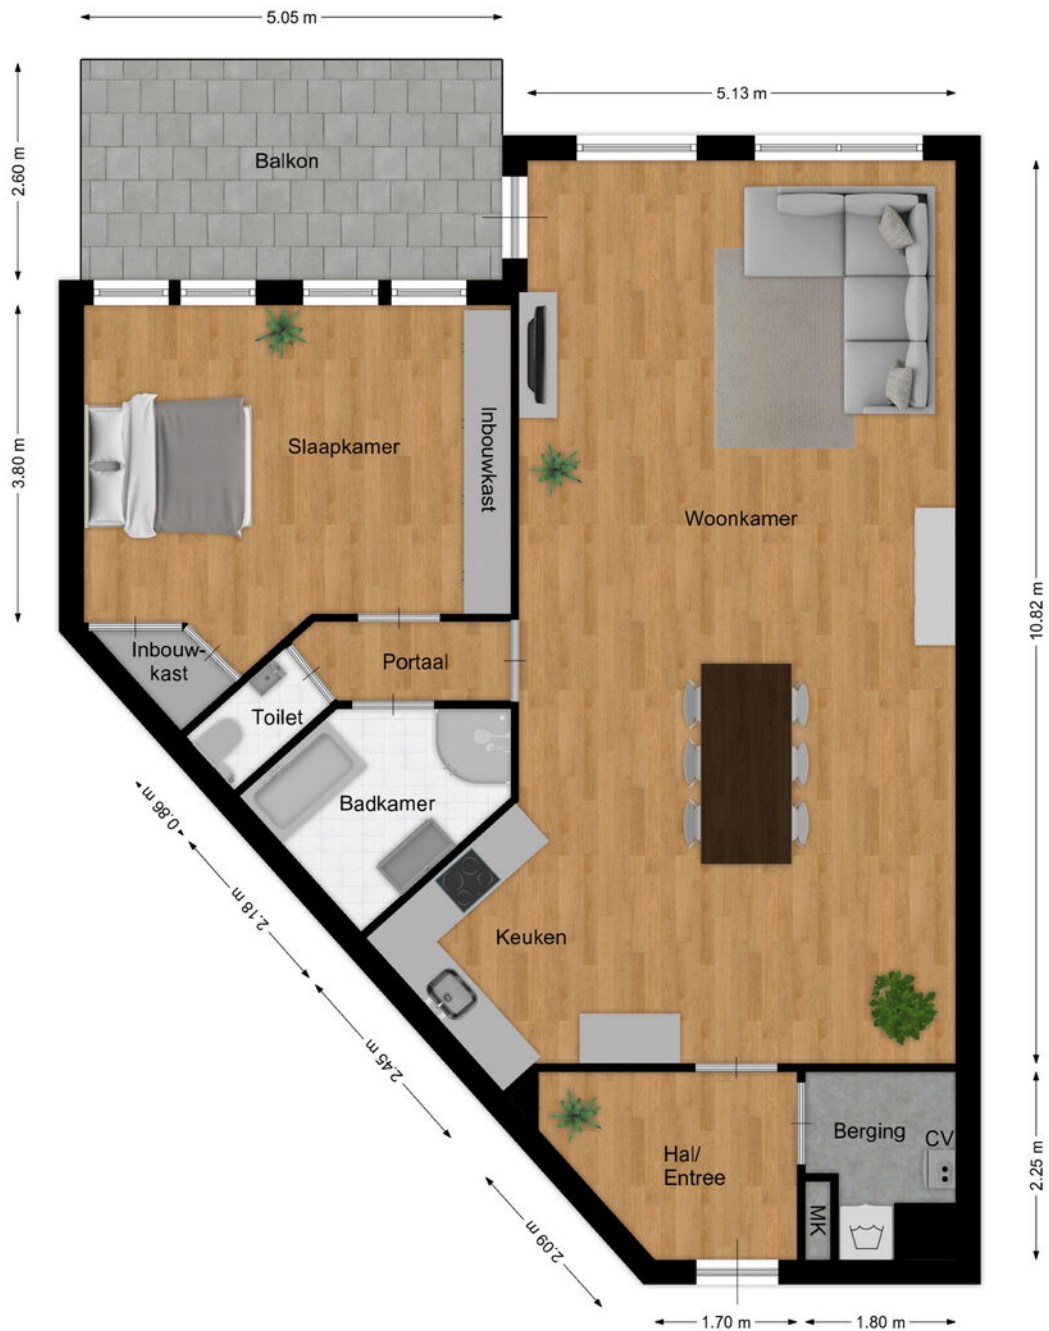 5.05 m
5.13 m
2.60 m
Balkon
3.80 m
Slaapkamer
Inbouwkast
Woonkamer
10.82 m
Inbouw-
kast
Portaal
Toilet
Badkamer
0.86 m
2.18 m
Keuken
2.45 m
Berging
CV
Hal/
Entree
MK
2.25 m
2.09 m
1.70 m
1.80 m